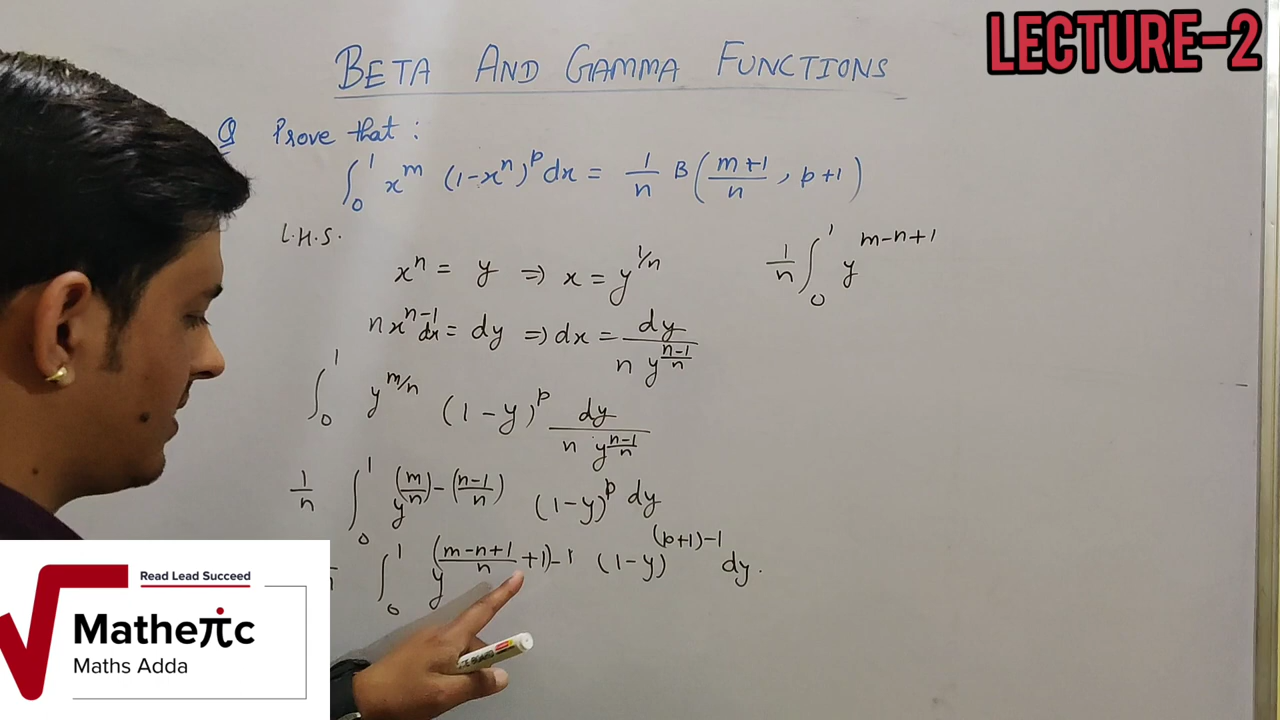 LECTURE-2
BETA AND GAMMA FUNCTIONS
Q Prove that :
∫₀¹ x^m (1-x^n)^p dx = 1/n B((m+1)/n , p+1)
L.H.S.
x^n = y ⇒ x = y^(1/n)
n x^(n-1) dx = dy ⇒ dx = dy/(n y^((n-1)/n))
∫₀¹ y^(m/n) (1-y)^p dy/(n y^((n-1)/n))
1/n ∫₀¹ y^((m/n)-((n-1)/n)) (1-y)^p dy
n ∫₀¹ y^(((m-n+1)/n +1)-1) (1-y)^((p+1)-1) dy.
1/n ∫₀¹ y^(m-n+1)
Read Lead Succeed
Matheπc
Maths Adda